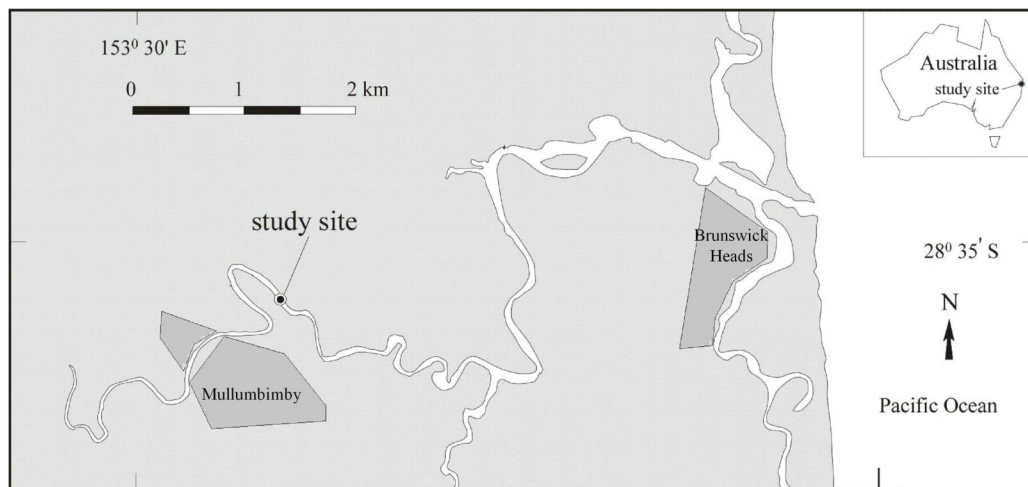 153⁰ 30' E
0 1 2 km
Australia
study site
study site
Brunswick
Heads
28⁰ 35' S
N
Mullumbimby
Pacific Ocean